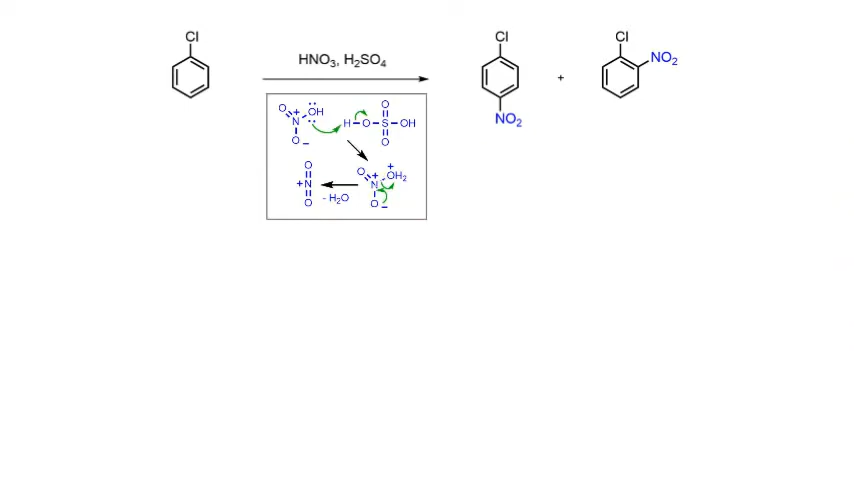 Cl
HNO3, H2SO4
Cl
NO2
+
Cl
NO2
O
N
+
OH
O
−
H
O
S
O
O
OH
O
N
+
OH2
+
O
−
- H2O
O
+N
O